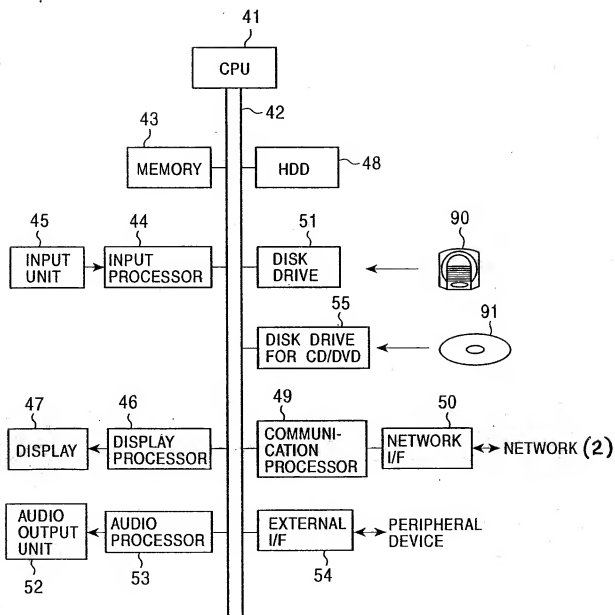 41
CPU
42
43
MEMORY
HDD
48
45
INPUT
UNIT
44
INPUT
PROCESSOR
51
DISK
DRIVE
90
55
DISK DRIVE
FOR CD/DVD
91
47
DISPLAY
46
DISPLAY
PROCESSOR
49
COMMUNI-
CATION
PROCESSOR
50
NETWORK
I/F
NETWORK (2)
AUDIO
OUTPUT
UNIT
52
AUDIO
PROCESSOR
53
EXTERNAL
I/F
54
PERIPHERAL
DEVICE